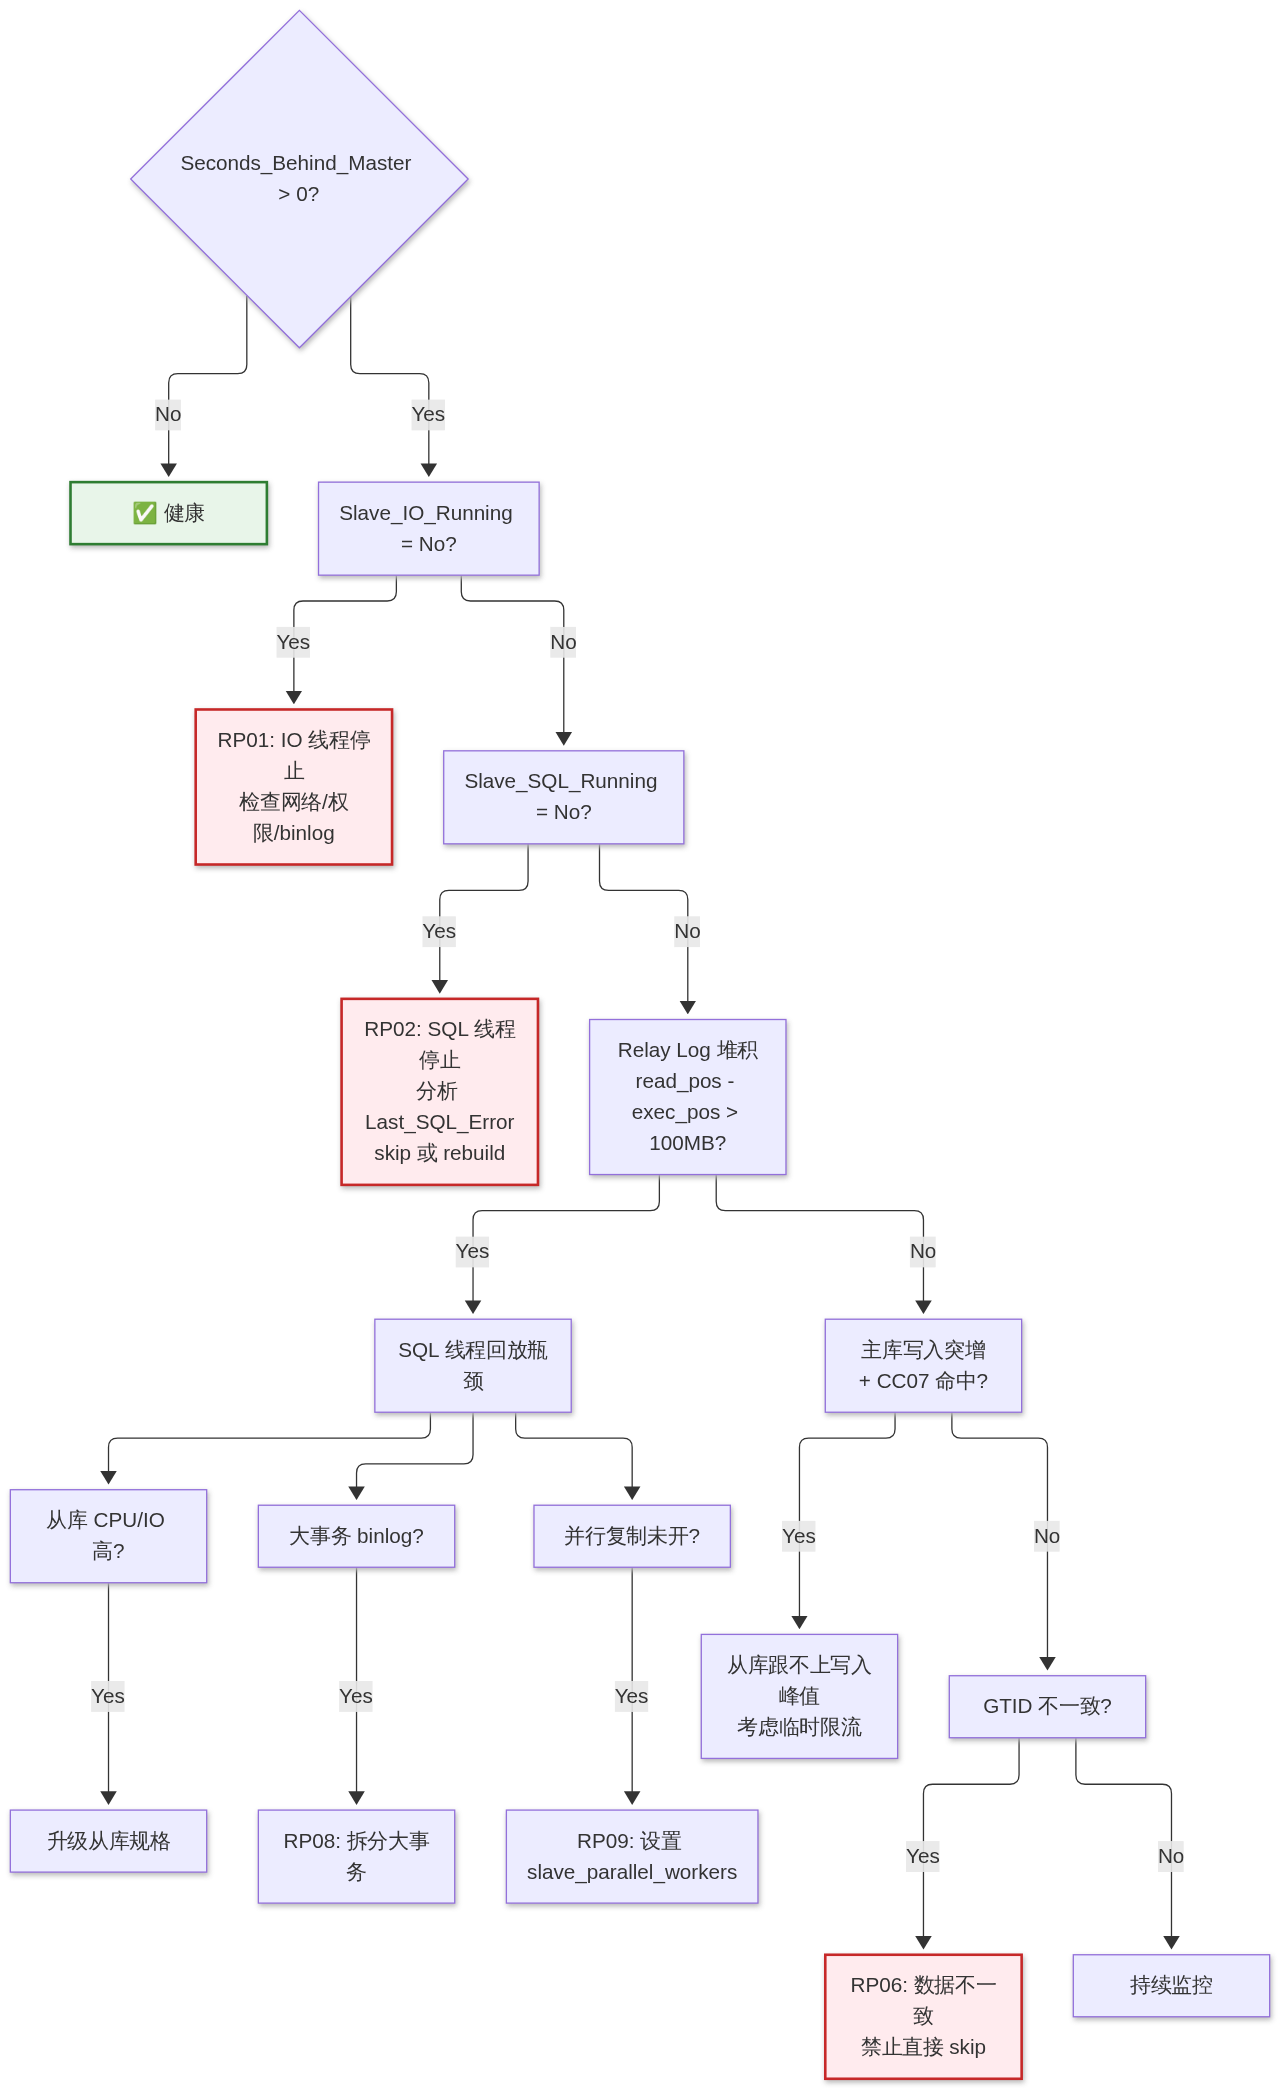 Seconds_Behind_Master
> 0?
No
Yes
✅ 健康
Slave_IO_Running
= No?
Yes
No
RP01: IO 线程停
止
检查网络/权
限/binlog
Slave_SQL_Running
= No?
Yes
No
RP02: SQL 线程
停止
分析
Last_SQL_Error
skip 或 rebuild
Relay Log 堆积
read_pos -
exec_pos >
100MB?
Yes
No
SQL 线程回放瓶
颈
主库写入突增
+ CC07 命中?
从库 CPU/IO
高?
大事务 binlog?
并行复制未开?
Yes
No
Yes
Yes
Yes
从库跟不上写入
峰值
考虑临时限流
GTID 不一致?
升级从库规格
RP08: 拆分大事
务
RP09: 设置
slave_parallel_workers
Yes
No
RP06: 数据不一
致
禁止直接 skip
持续监控